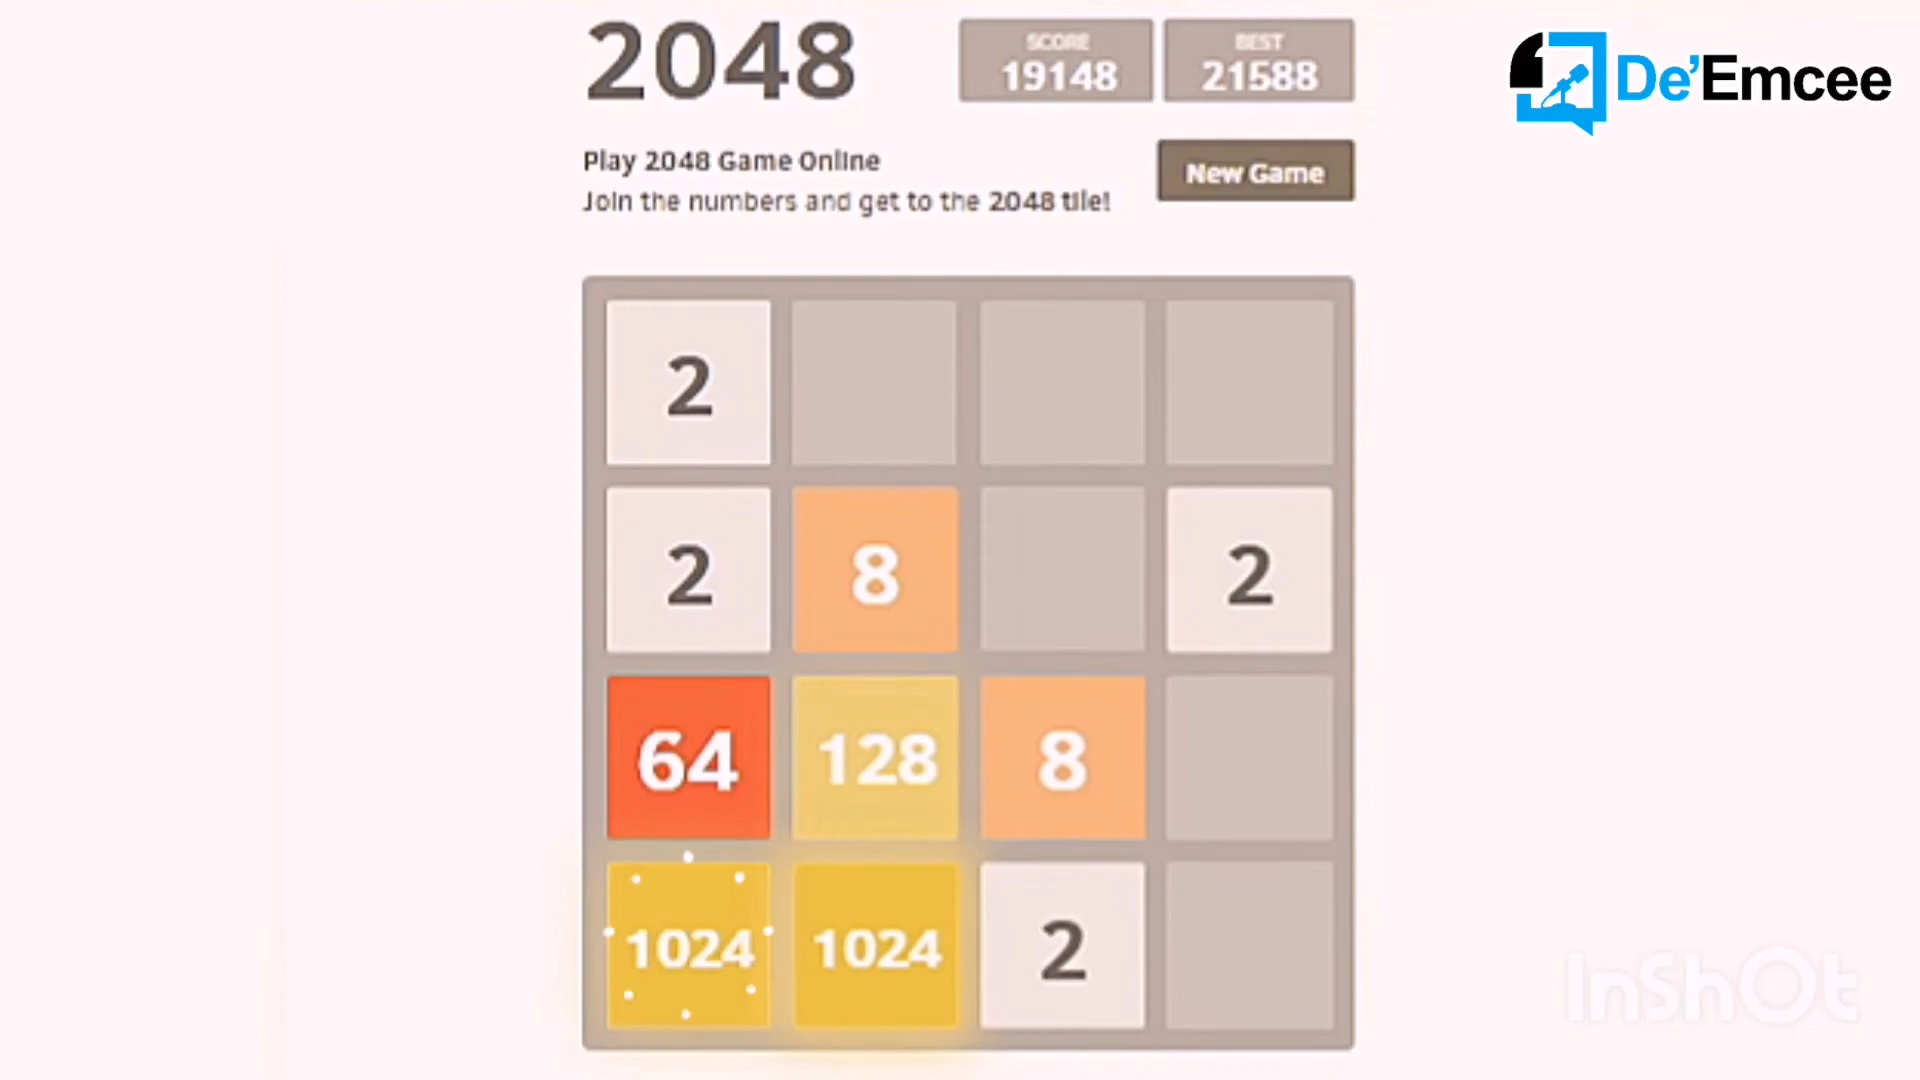 2048
SCORE
19148
BEST
21588
De'Emcee
Play 2048 Game Online
Join the numbers and get to the 2048 tile!
New Game
2
2 8 2
64 128 8
1024 1024 2
InShOt